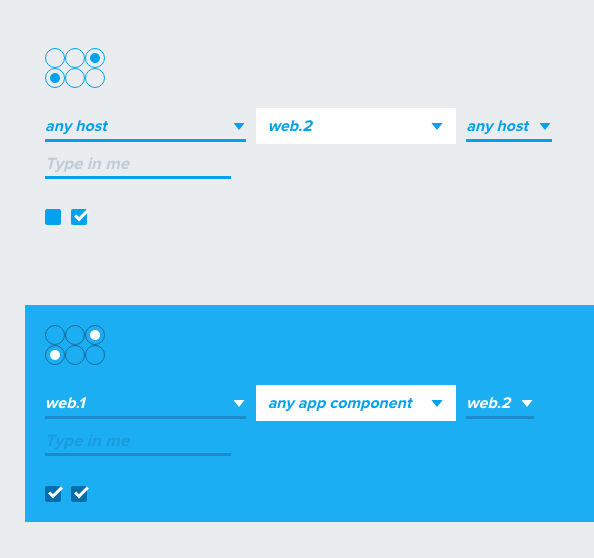 any host web.2 any host
Type in me
web.1 any app component web.2
Type in me